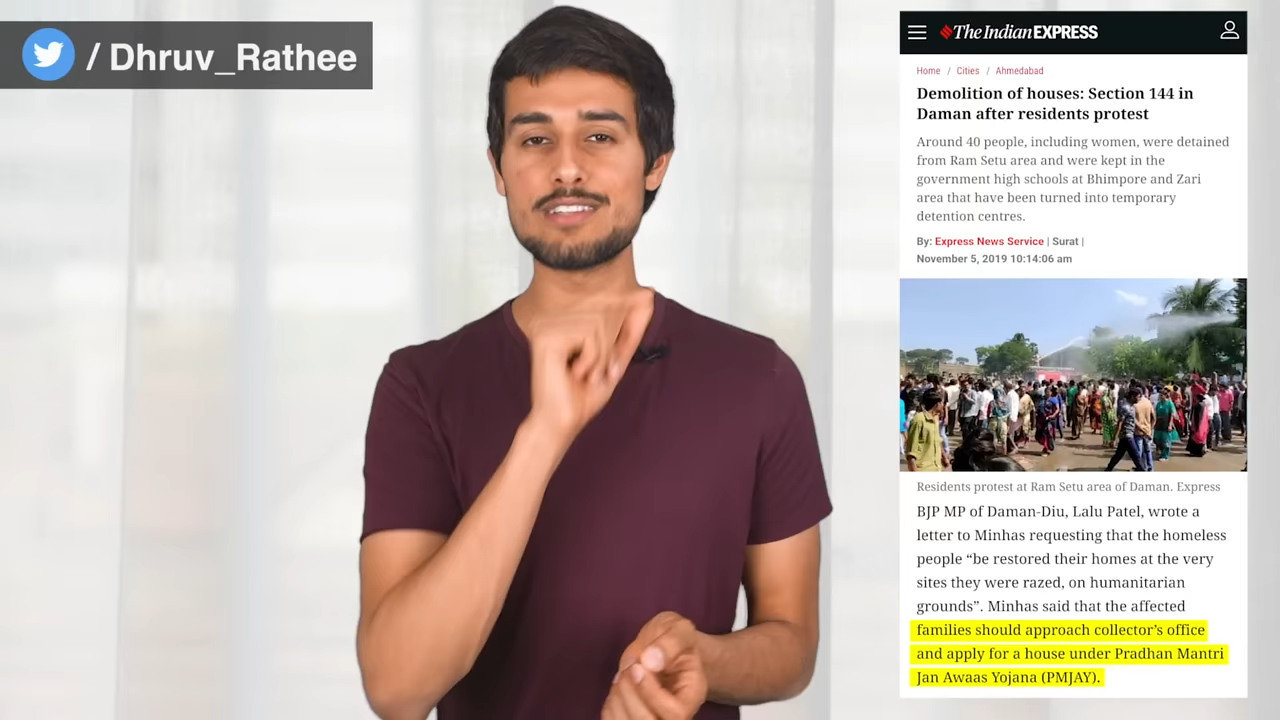 / Dhruv_Rathee
The Indian EXPRESS
Home / Cities / Ahmedabad
Demolition of houses: Section 144 in
Daman after residents protest
Around 40 people, including women, were detained
from Ram Setu area and were kept in the
government high schools at Bhimpore and Zari
area that have been turned into temporary
detention centres.
By: Express News Service | Surat |
November 5, 2019 10:14:06 am
Residents protest at Ram Setu area of Daman. Express
BJP MP of Daman-Diu, Lalu Patel, wrote a
letter to Minhas requesting that the homeless
people “be restored their homes at the very
sites they were razed, on humanitarian
grounds”. Minhas said that the affected
families should approach collector’s office
and apply for a house under Pradhan Mantri
Jan Awaas Yojana (PMJAY).